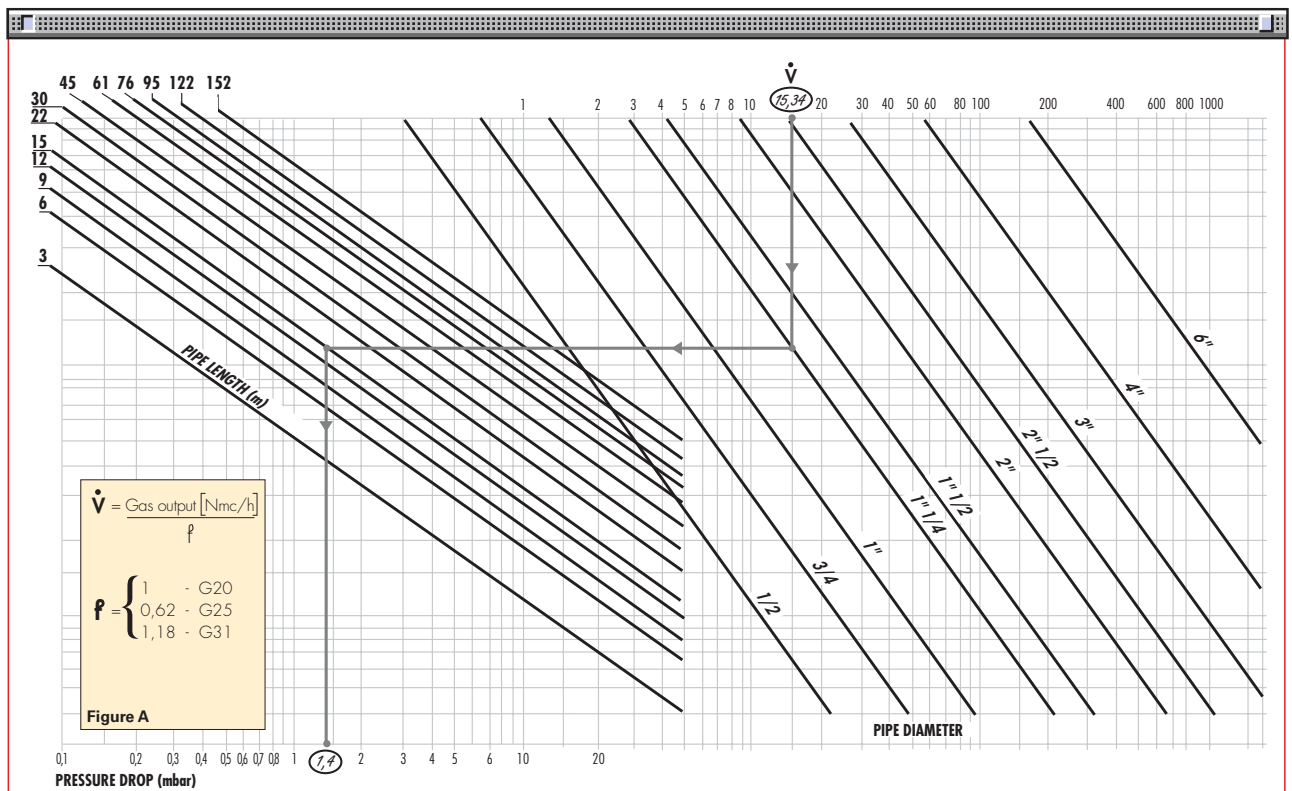 45 61 76 95 122 152
30
22
15
12
9
6
3
V̇
1 2 3 4 5 6 7 8 10 15,34 20 30 40 50 60 80 100 200 400 600 800 1000
PIPE LENGTH (m)
6"
4"
3"
2" 1/2
2"
1" 1/2
1" 1/4
1"
3/4
1/2
V̇ = Gas output [Nmc/h]
f
f = { 1 - G20
0,62 - G25
1,18 - G31
Figure A
PIPE DIAMETER
0,1 0,2 0,3 0,4 0,5 0,6 0,7 0,8 1 1,4 2 3 4 5 6 10 20
PRESSURE DROP (mbar)